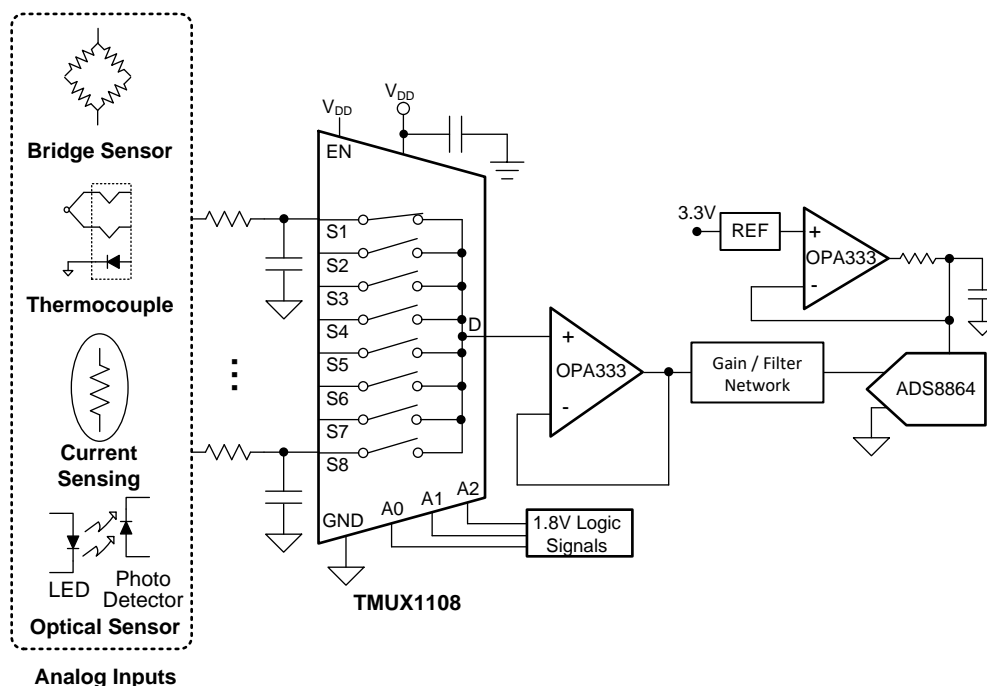 Bridge Sensor
Thermocouple
Current
Sensing
LED
Photo
Detector
Optical Sensor
Analog Inputs
...
VDD
VDD
EN
S1
S2
S3
S4
S5
S6
S7
S8
D
GND
A0
A1
A2
TMUX1108
1.8V Logic
Signals
+
OPA333
-
Gain / Filter
Network
3.3V
REF
+
OPA333
-
ADS8864